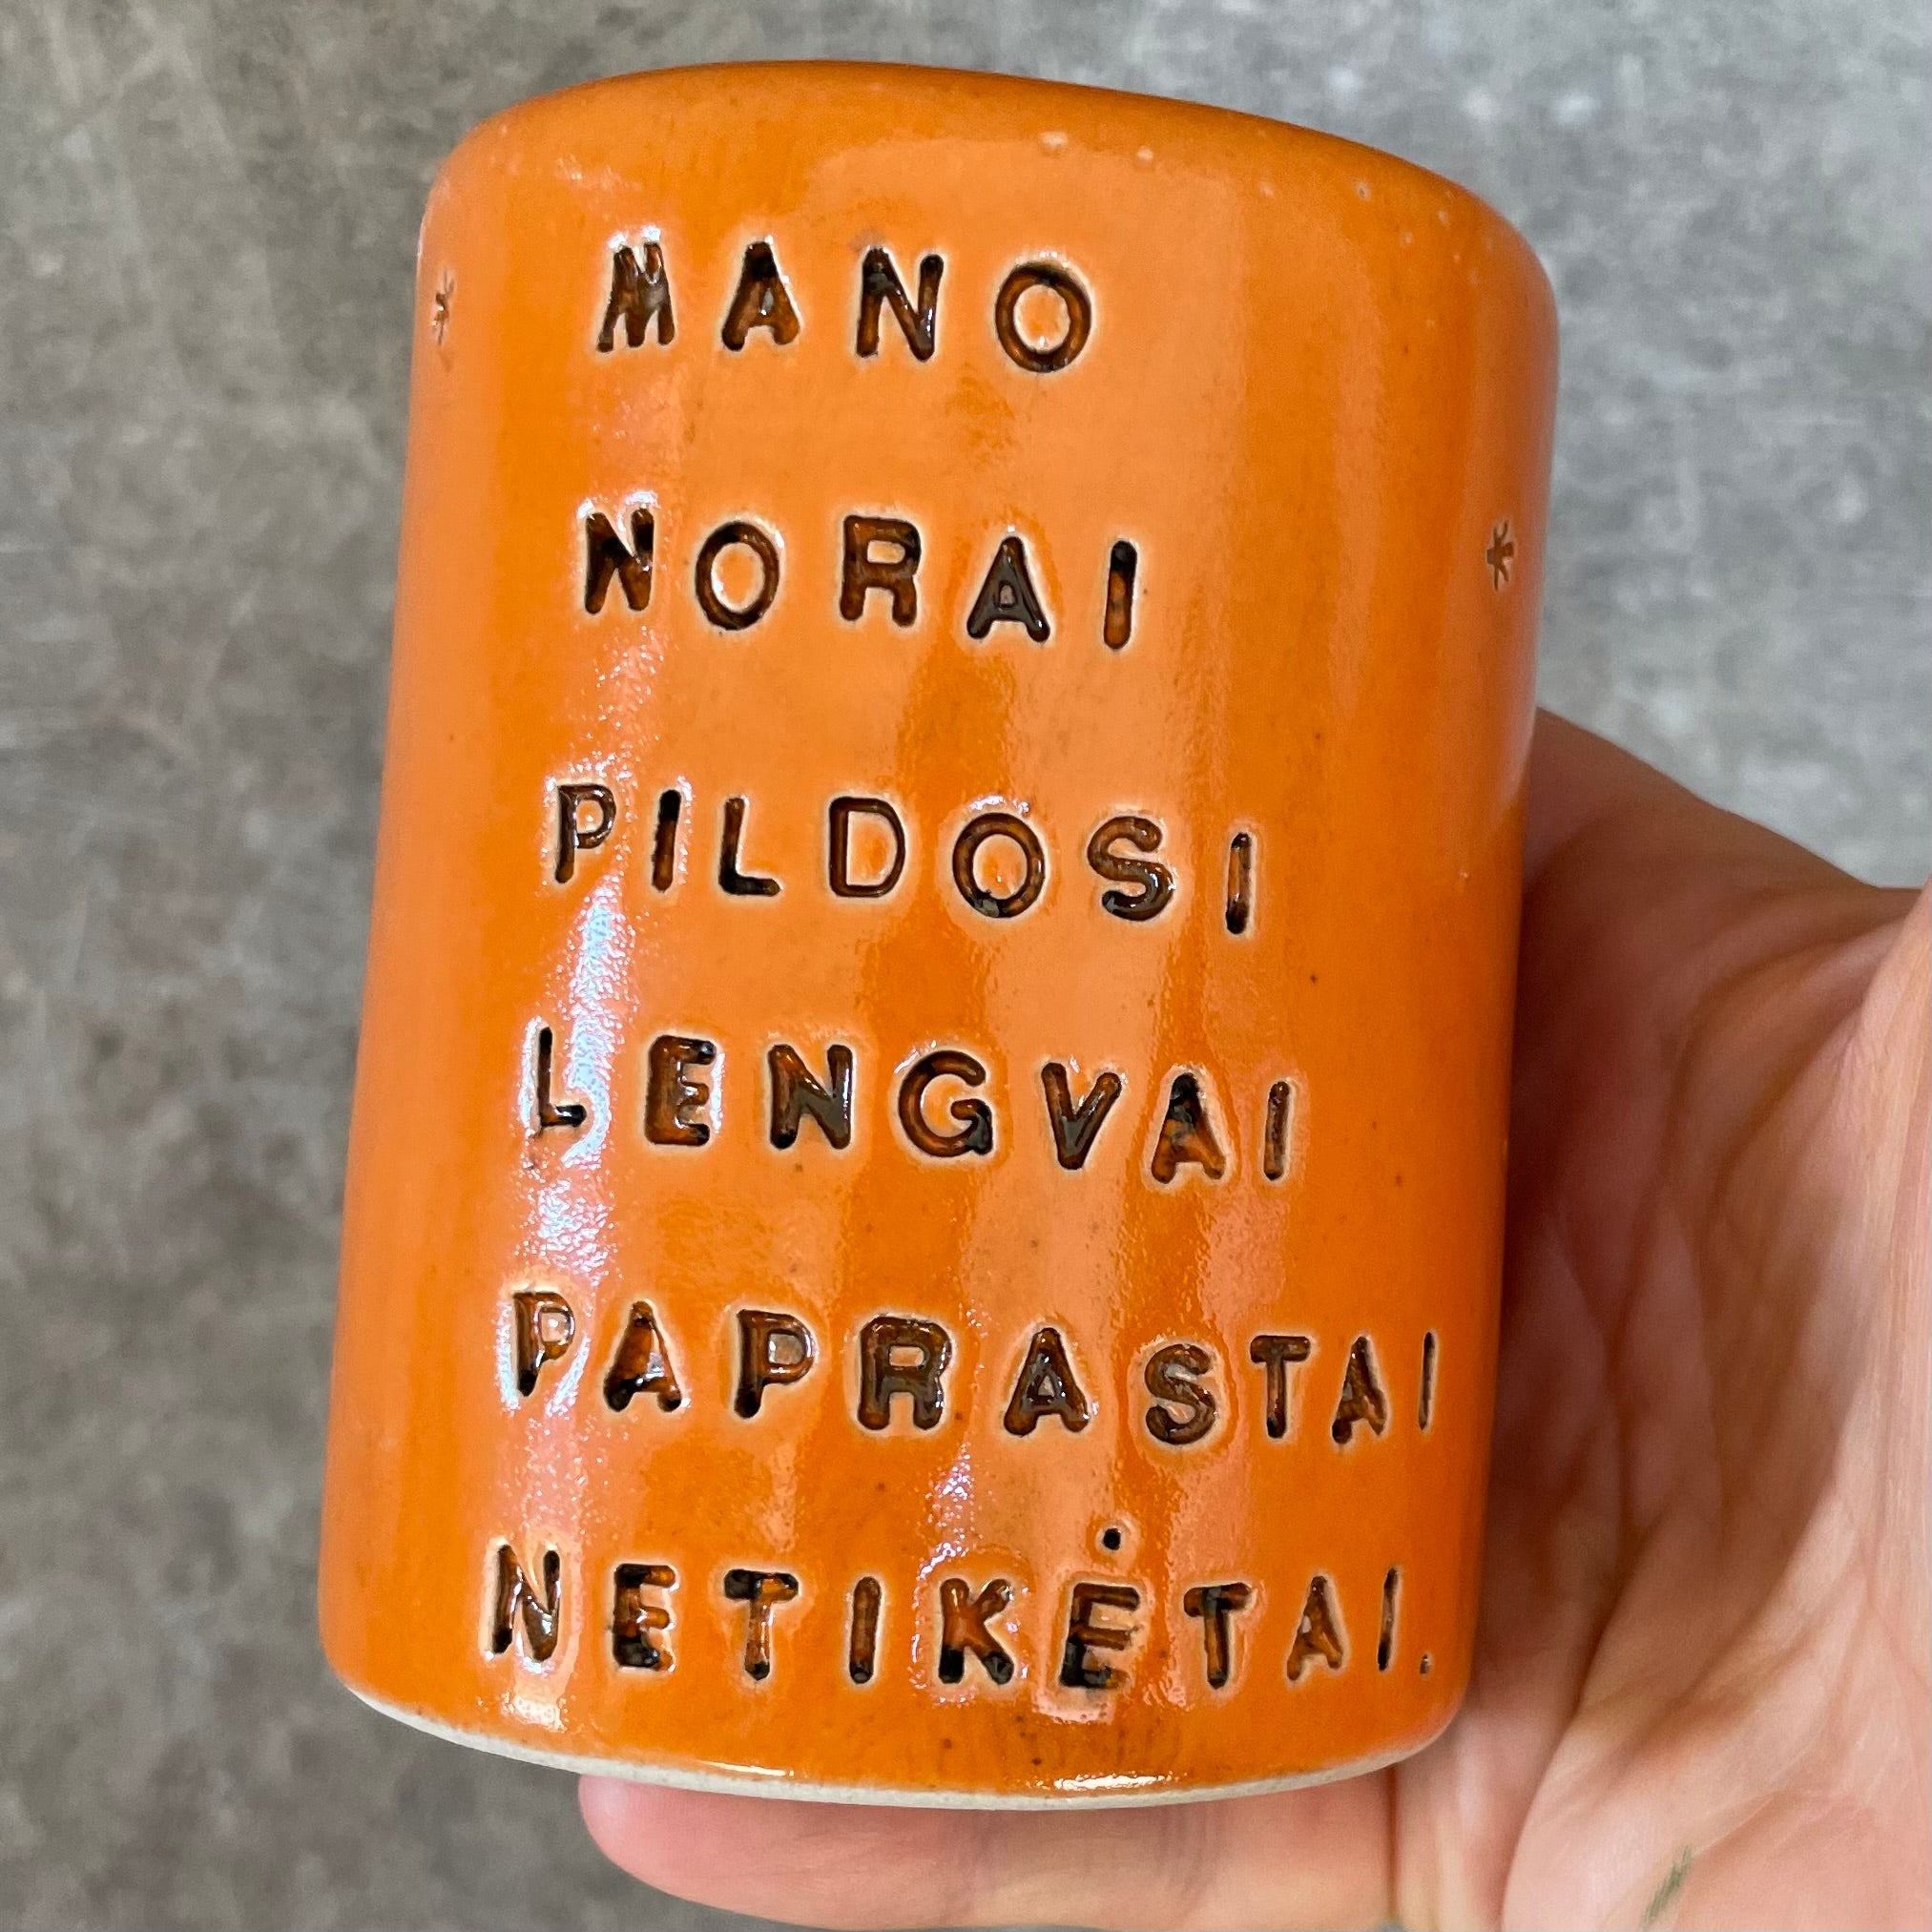 MANO
NORAI
PILDOSI
LENGVAI
PAPRASTAI
NETIKĖTAI.